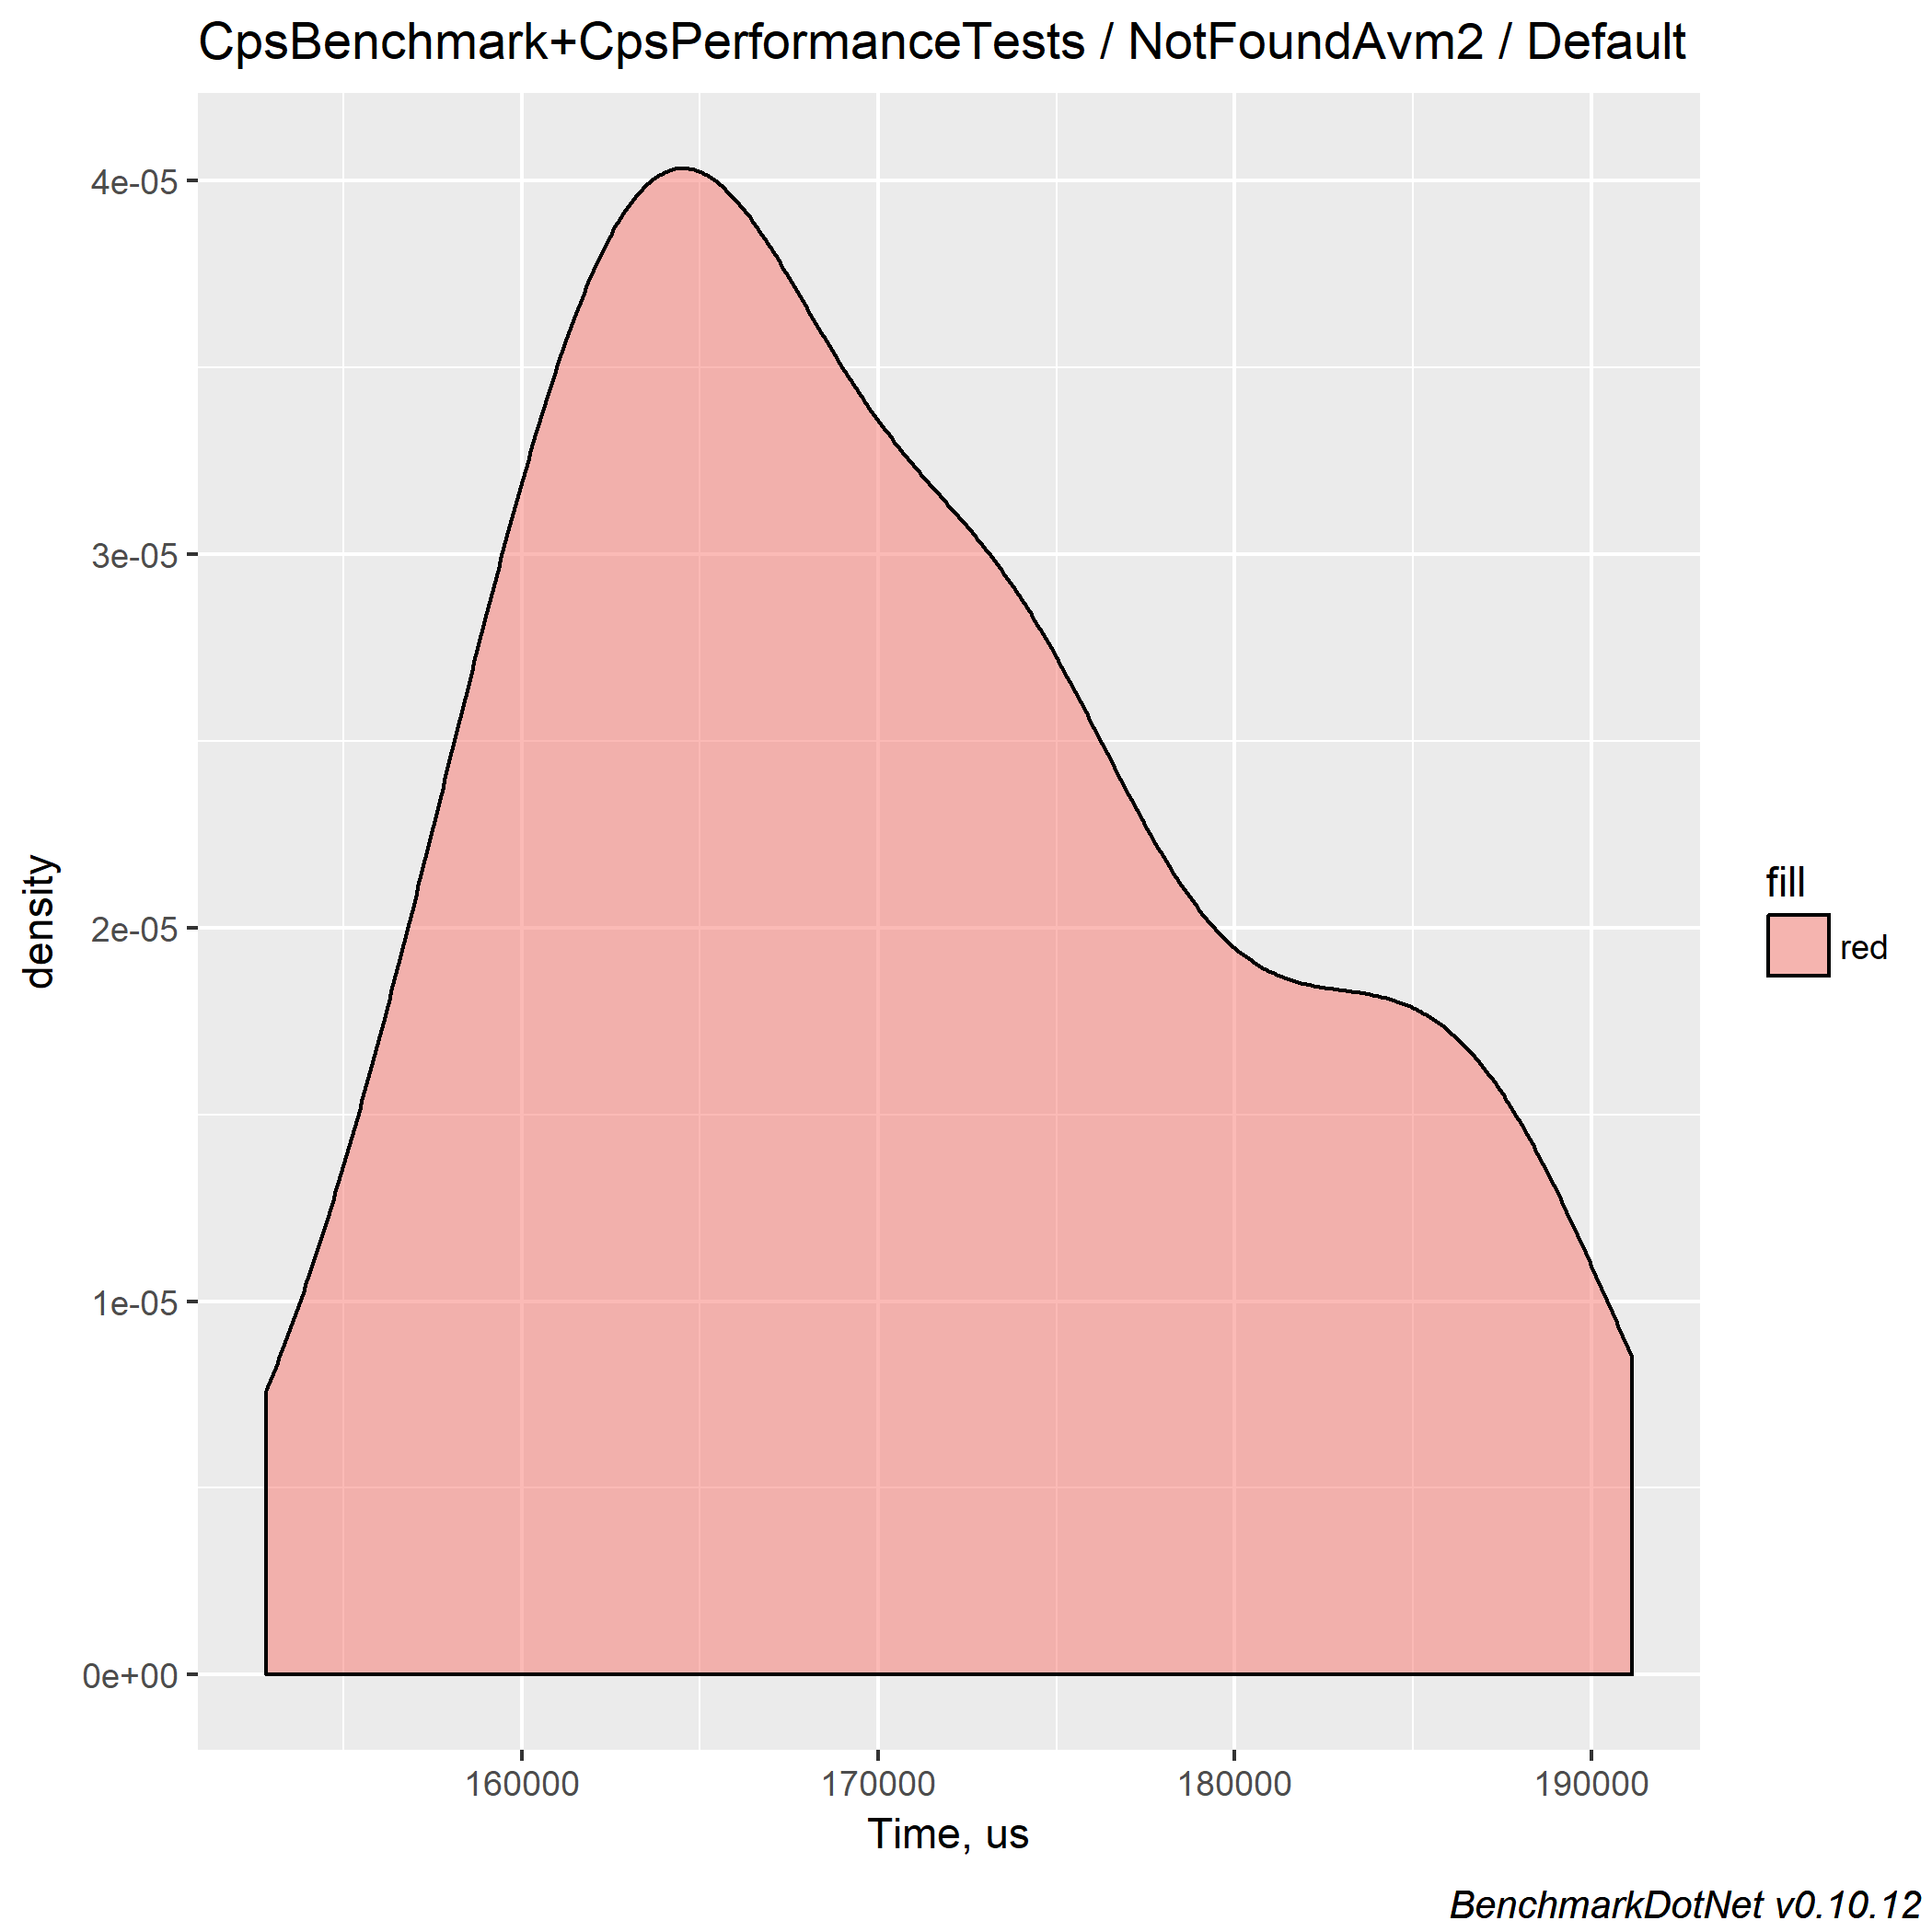 CpsBenchmark+CpsPerformanceTests / NotFoundAvm2 / Default
4e-05
3e-05
2e-05
1e-05
0e+00
density
160000 170000 180000 190000
Time, us
fill
red
BenchmarkDotNet v0.10.12